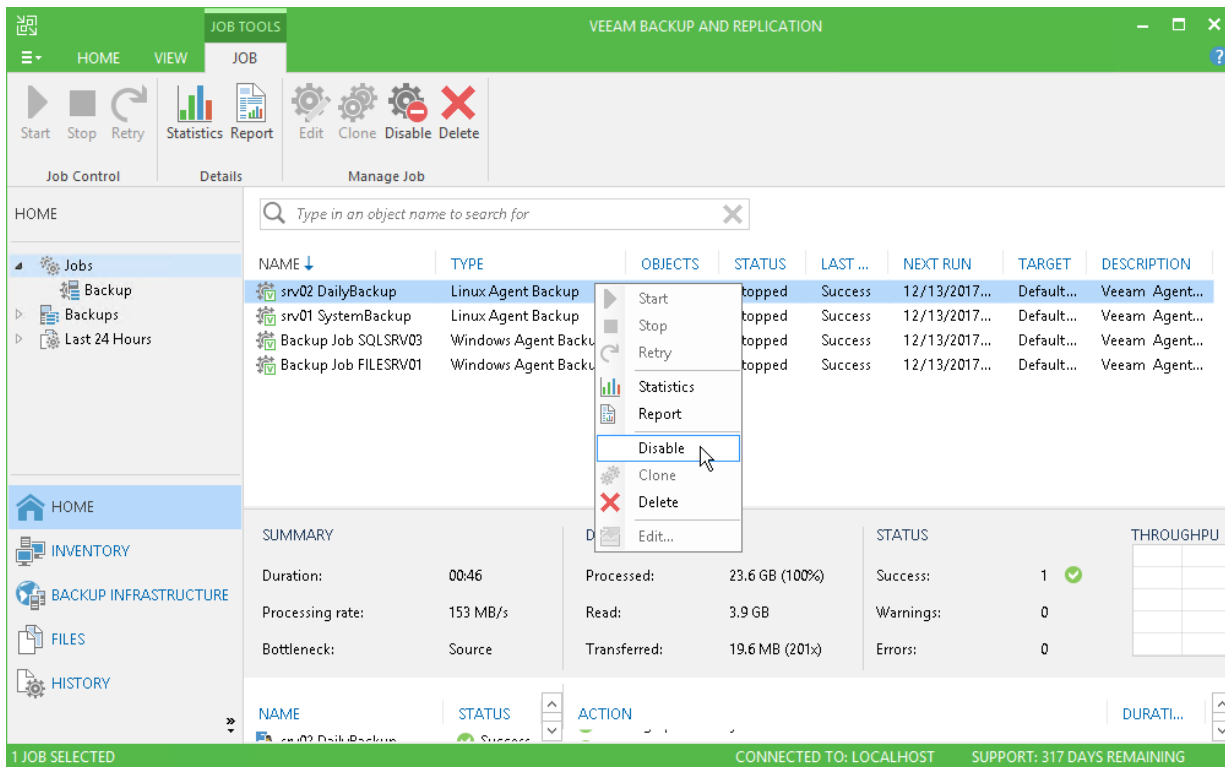 JOB TOOLS VEEAM BACKUP AND REPLICATION
HOME VIEW JOB
Start Stop Retry Statistics Report Edit Clone Disable Delete
Job Control Details Manage Job
HOME
Type in an object name to search for
Jobs
Backup
Backups
Last 24 Hours
NAME TYPE OBJECTS STATUS LAST ... NEXT RUN TARGET DESCRIPTION
srv02 DailyBackup Linux Agent Backup topped Success 12/13/2017... Default... Veeam Agent...
srv01 SystemBackup Linux Agent Backup topped Success 12/13/2017... Default... Veeam Agent...
Backup Job SQLSRV03 Windows Agent Backu topped Success 12/13/2017... Default... Veeam Agent...
Backup Job FILESRV01 Windows Agent Backu topped Success 12/13/2017... Default... Veeam Agent...
Start
Stop
Retry
Statistics
Report
Disable
Clone
Delete
Edit...
HOME
INVENTORY
BACKUP INFRASTRUCTURE
FILES
HISTORY
SUMMARY D STATUS THROUGHPU
Duration: 00:46 Processed: 23.6 GB (100%) Success: 1
Processing rate: 153 MB/s Read: 3.9 GB Warnings: 0
Bottleneck: Source Transferred: 19.6 MB (201x) Errors: 0
NAME STATUS ACTION DURATI...
srv02 DailyBackup Success
1 JOB SELECTED CONNECTED TO: LOCALHOST SUPPORT: 317 DAYS REMAINING